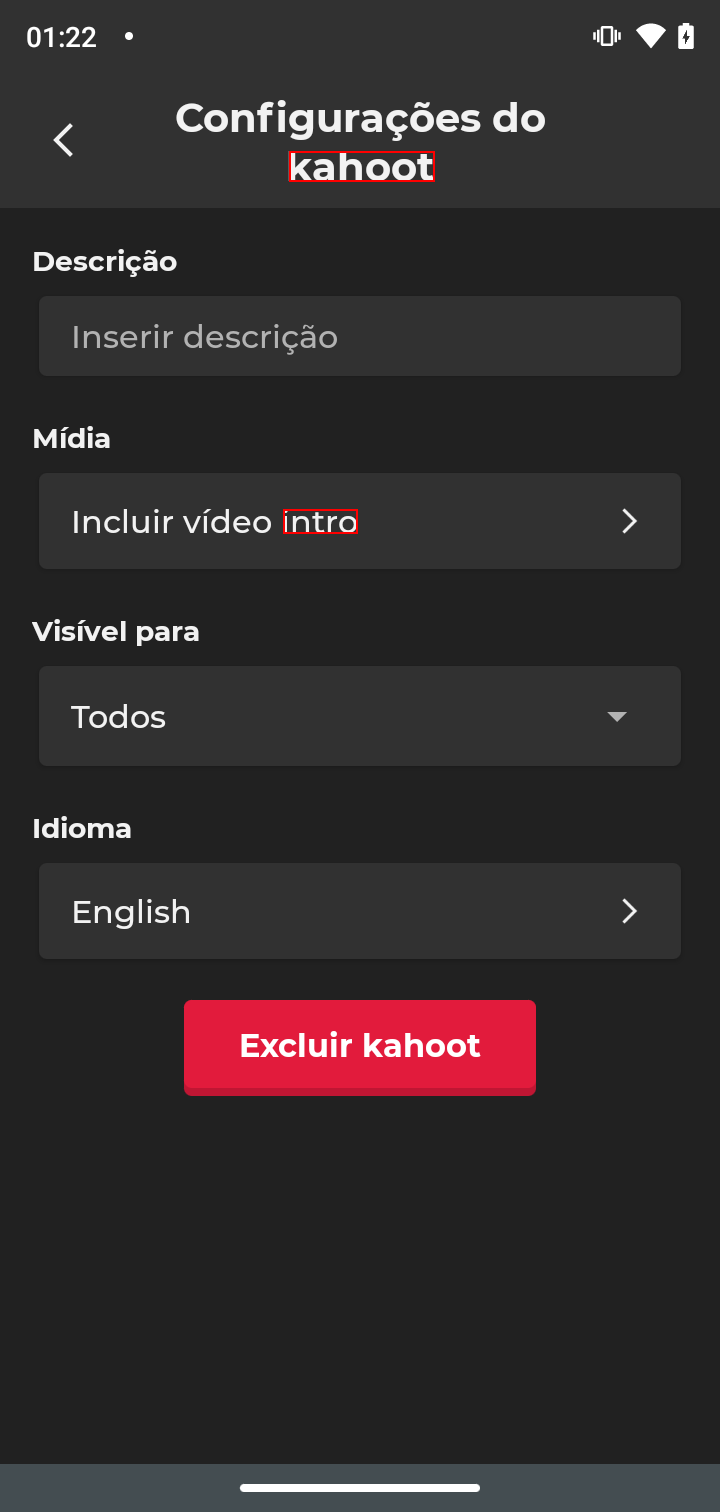 01:22
Configurações do
kahoot
Descrição
Inserir descrição
Mídia
Incluir vídeo intro
Visível para
Todos
Idioma
English
Excluir kahoot